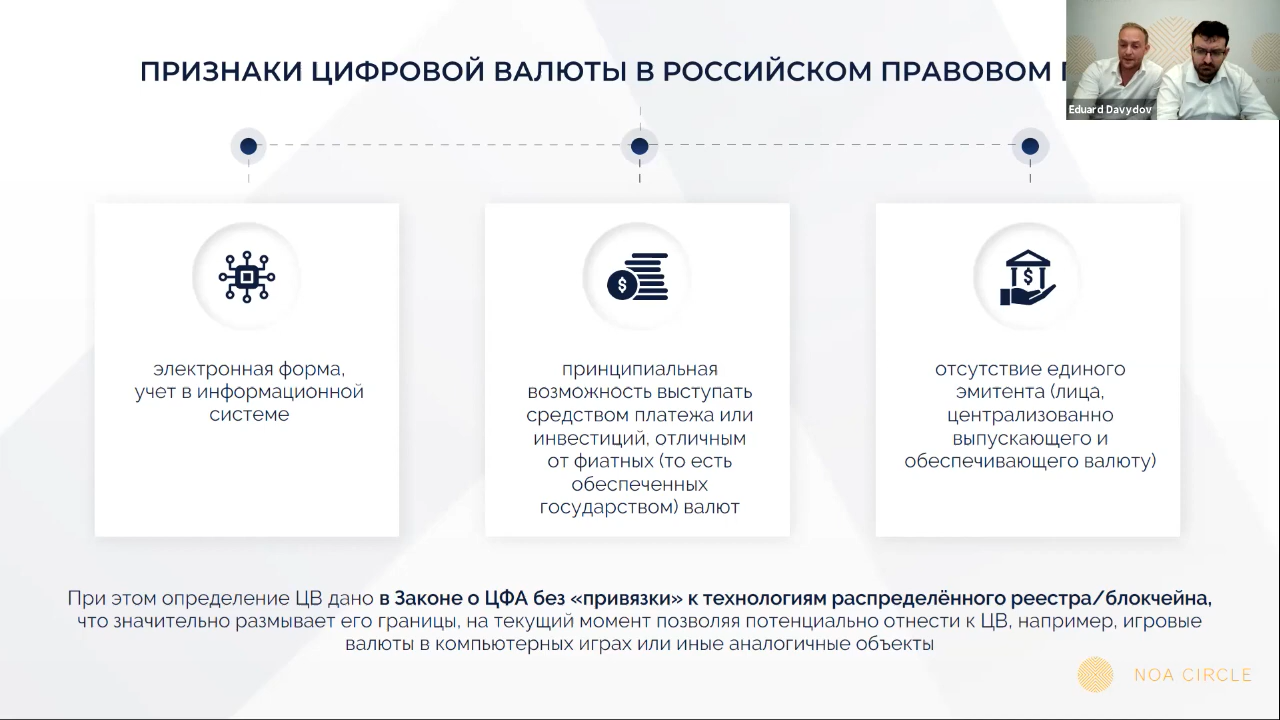 ПРИЗНАКИ ЦИФРОВОЙ ВАЛЮТЫ В РОССИЙСКОМ ПРАВОВОМ
Eduard Davydov
электронная форма,
учет в информационной
системе
принципиальная
возможность выступать
средством платежа или
инвестиций, отличным
от фиатных (то есть
обеспеченных
государством) валют
отсутствие единого
эмитента (лица,
централизованно
выпускающего и
обеспечивающего валюту)
При этом определение ЦВ дано в Законе о ЦФА без «привязки» к технологиям распределённого реестра/блокчейна,
что значительно размывает его границы, на текущий момент позволяя потенциально отнести к ЦВ, например, игровые
валюты в компьютерных играх или иные аналогичные объекты
NOA CIRCLE